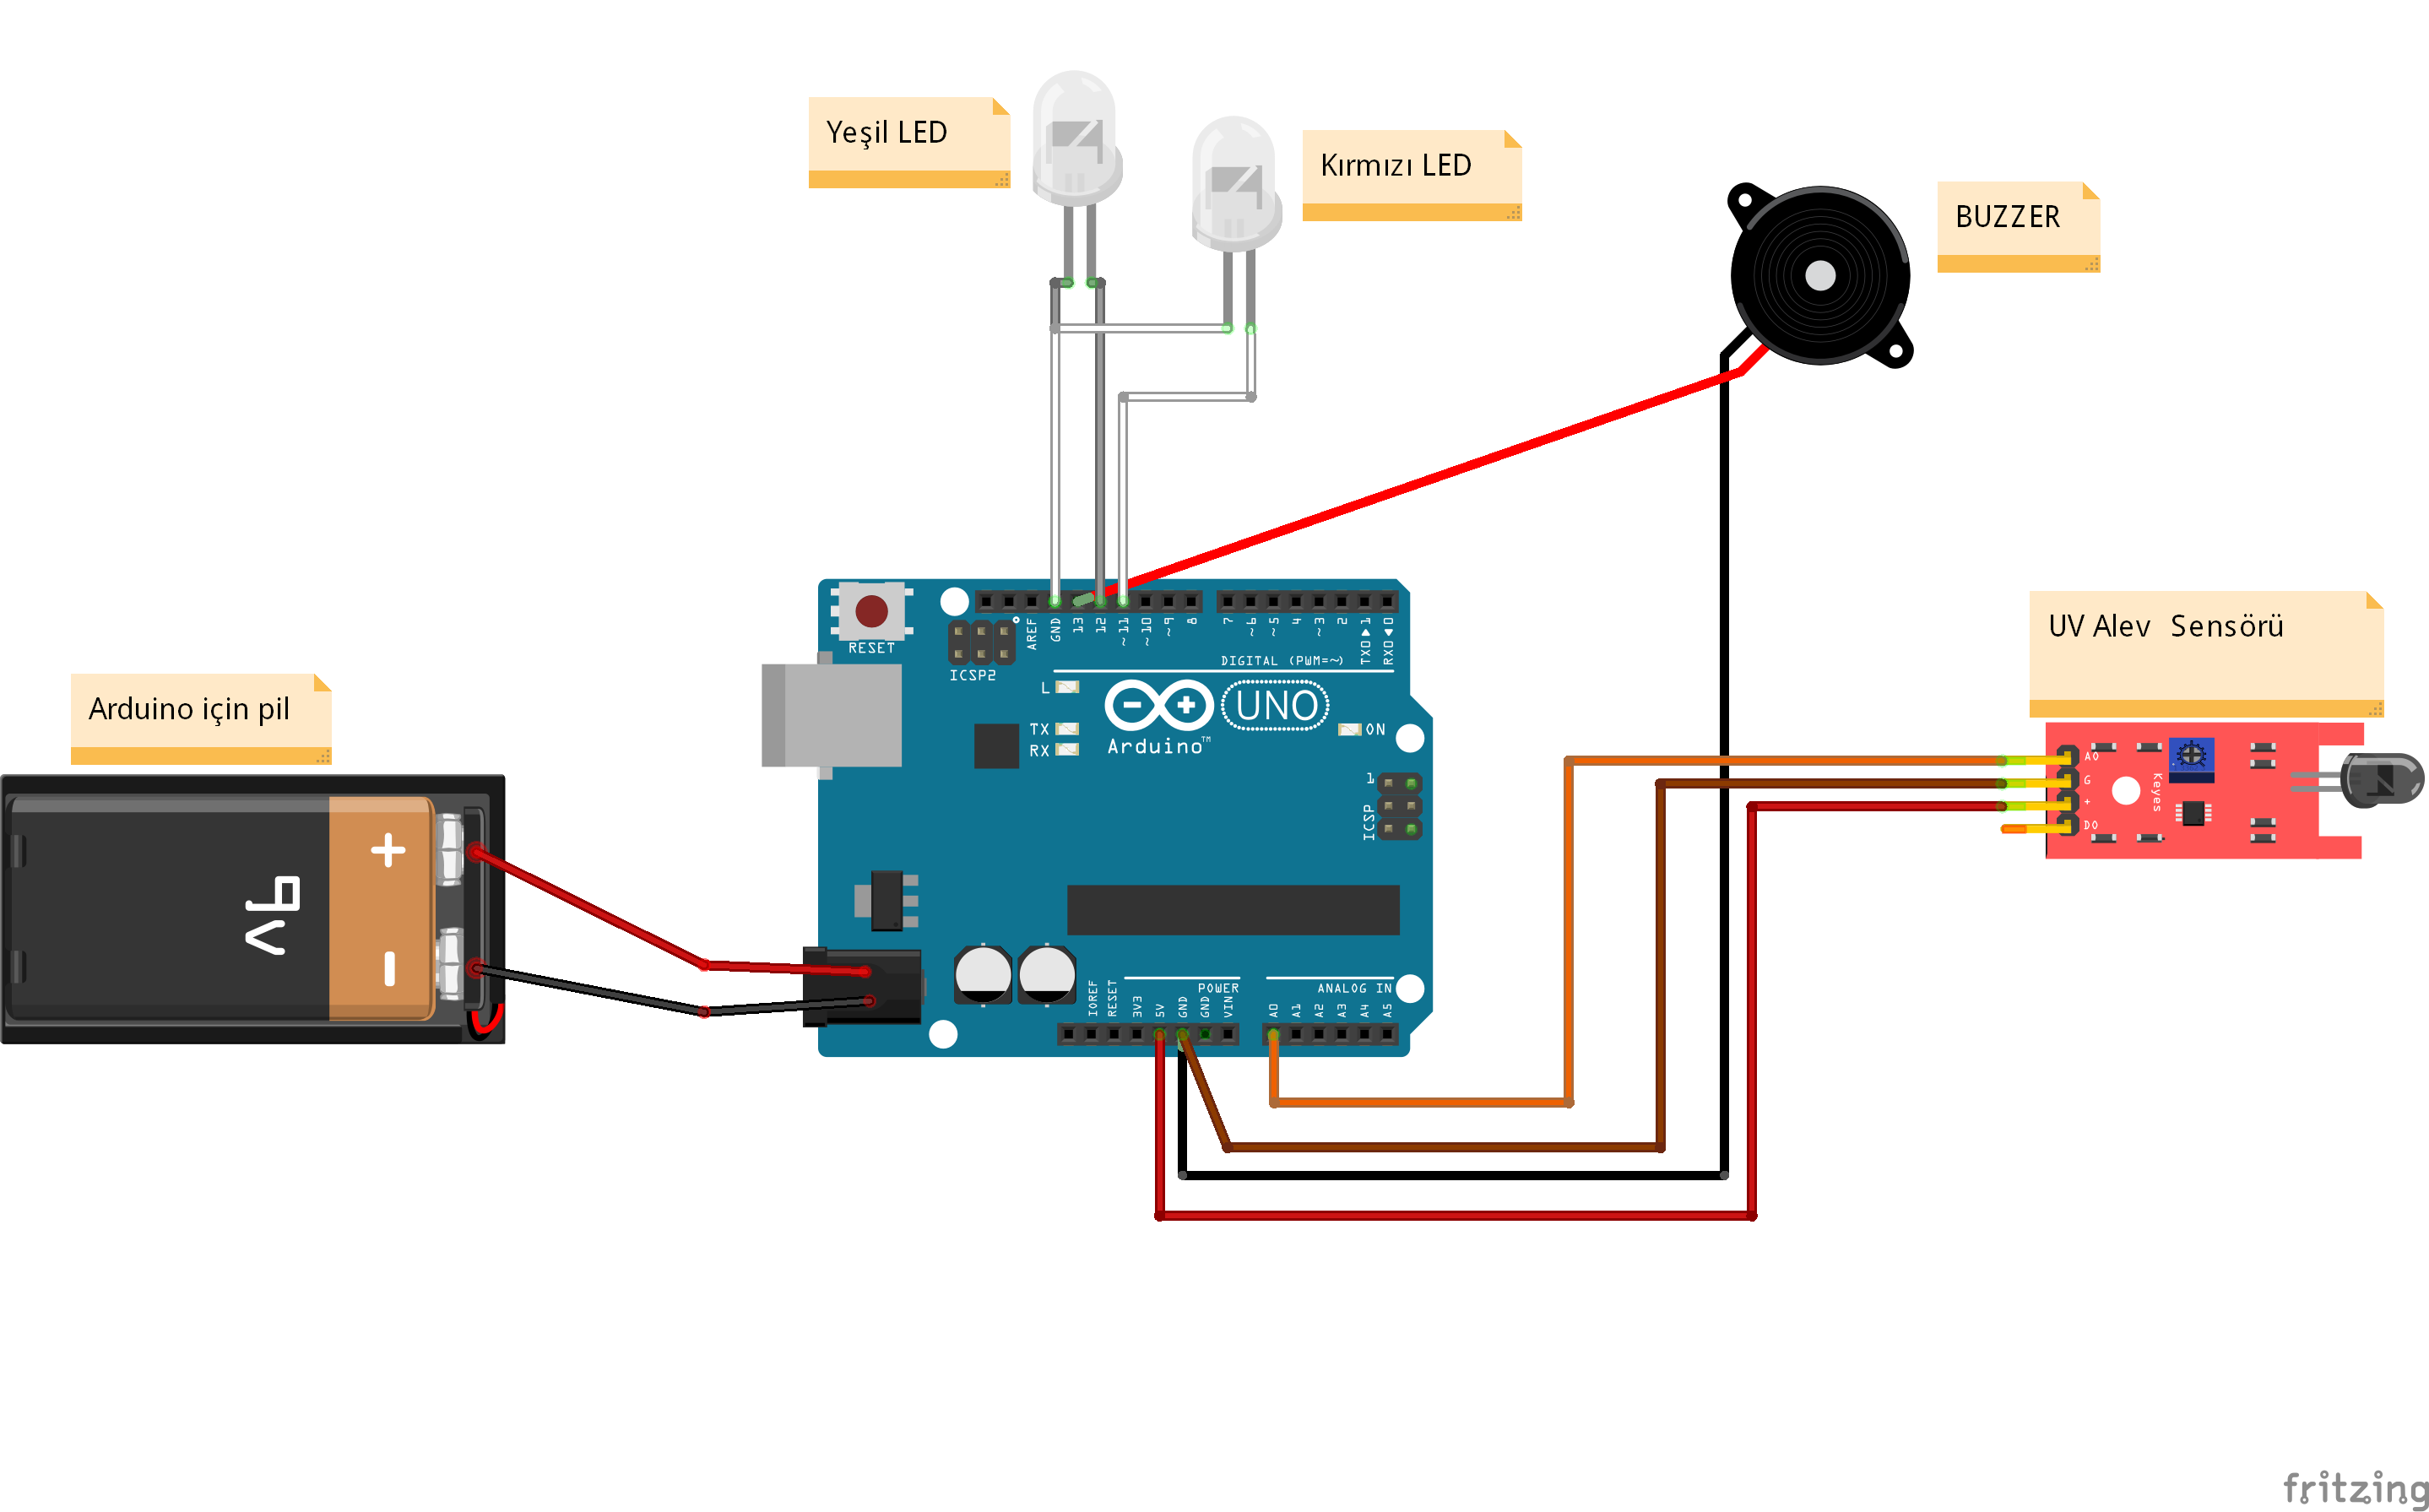 Yeşil LED
Kırmızı LED
BUZZER
UV Alev Sensörü
Arduino için pil
9v
+
-
RESET
ICSP2
AREF
GND
13
12
~11
~10
~9
8
7
~6
~5
4
~3
2
TX0▶1
RX0◀0
DIGITAL (PWM=~)
L
TX
RX
Arduino™
UNO
ON
1
ICSP
IOREF
RESET
3V3
5V
GND
GND
VIN
POWER
ANALOG IN
A0
A1
A2
A3
A4
A5
A0
G
+
D0
Keyes
fritzing